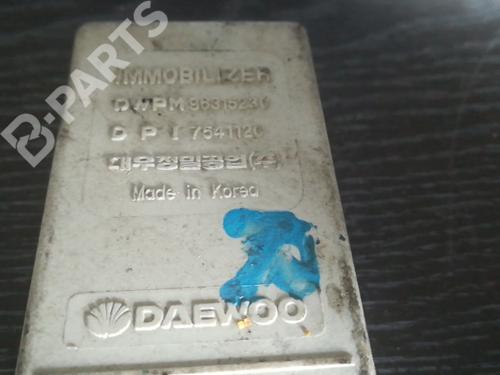 B-PARTS
IMMOBILIZER
DWPM 96315230
D P I 7541120
대우정밀공업(주)
Made in Korea
DAEWOO